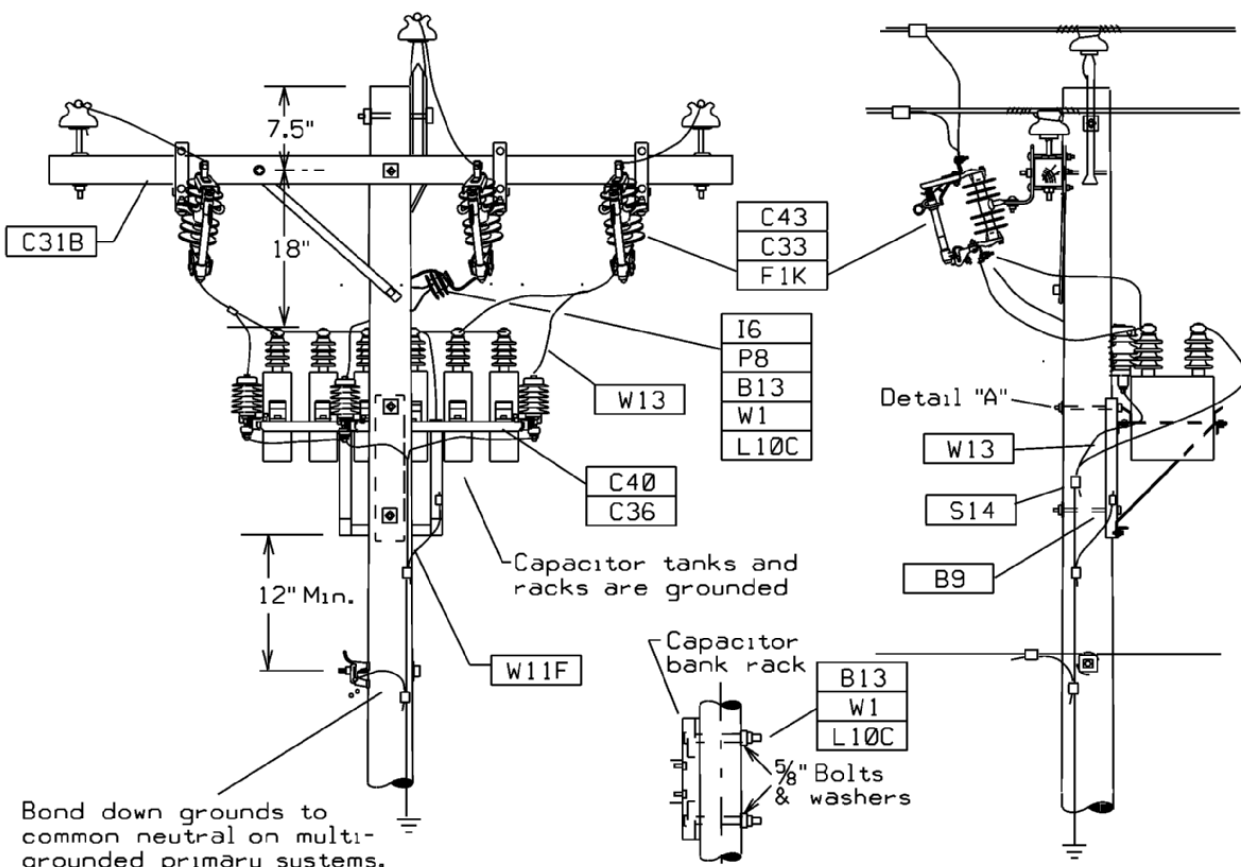 7.5"
C31B
18"
C43
C33
F1K
I6
P8
B13
W1
L10C
W13
C40
C36
Capacitor tanks and
racks are grounded
12" Min.
W11F
Bond down grounds to
common neutral on multi-
grounded primary systems.
Capacitor
bank rack
B13
W1
L10C
5/8" Bolts
& washers
Detail "A"
W13
S14
B9